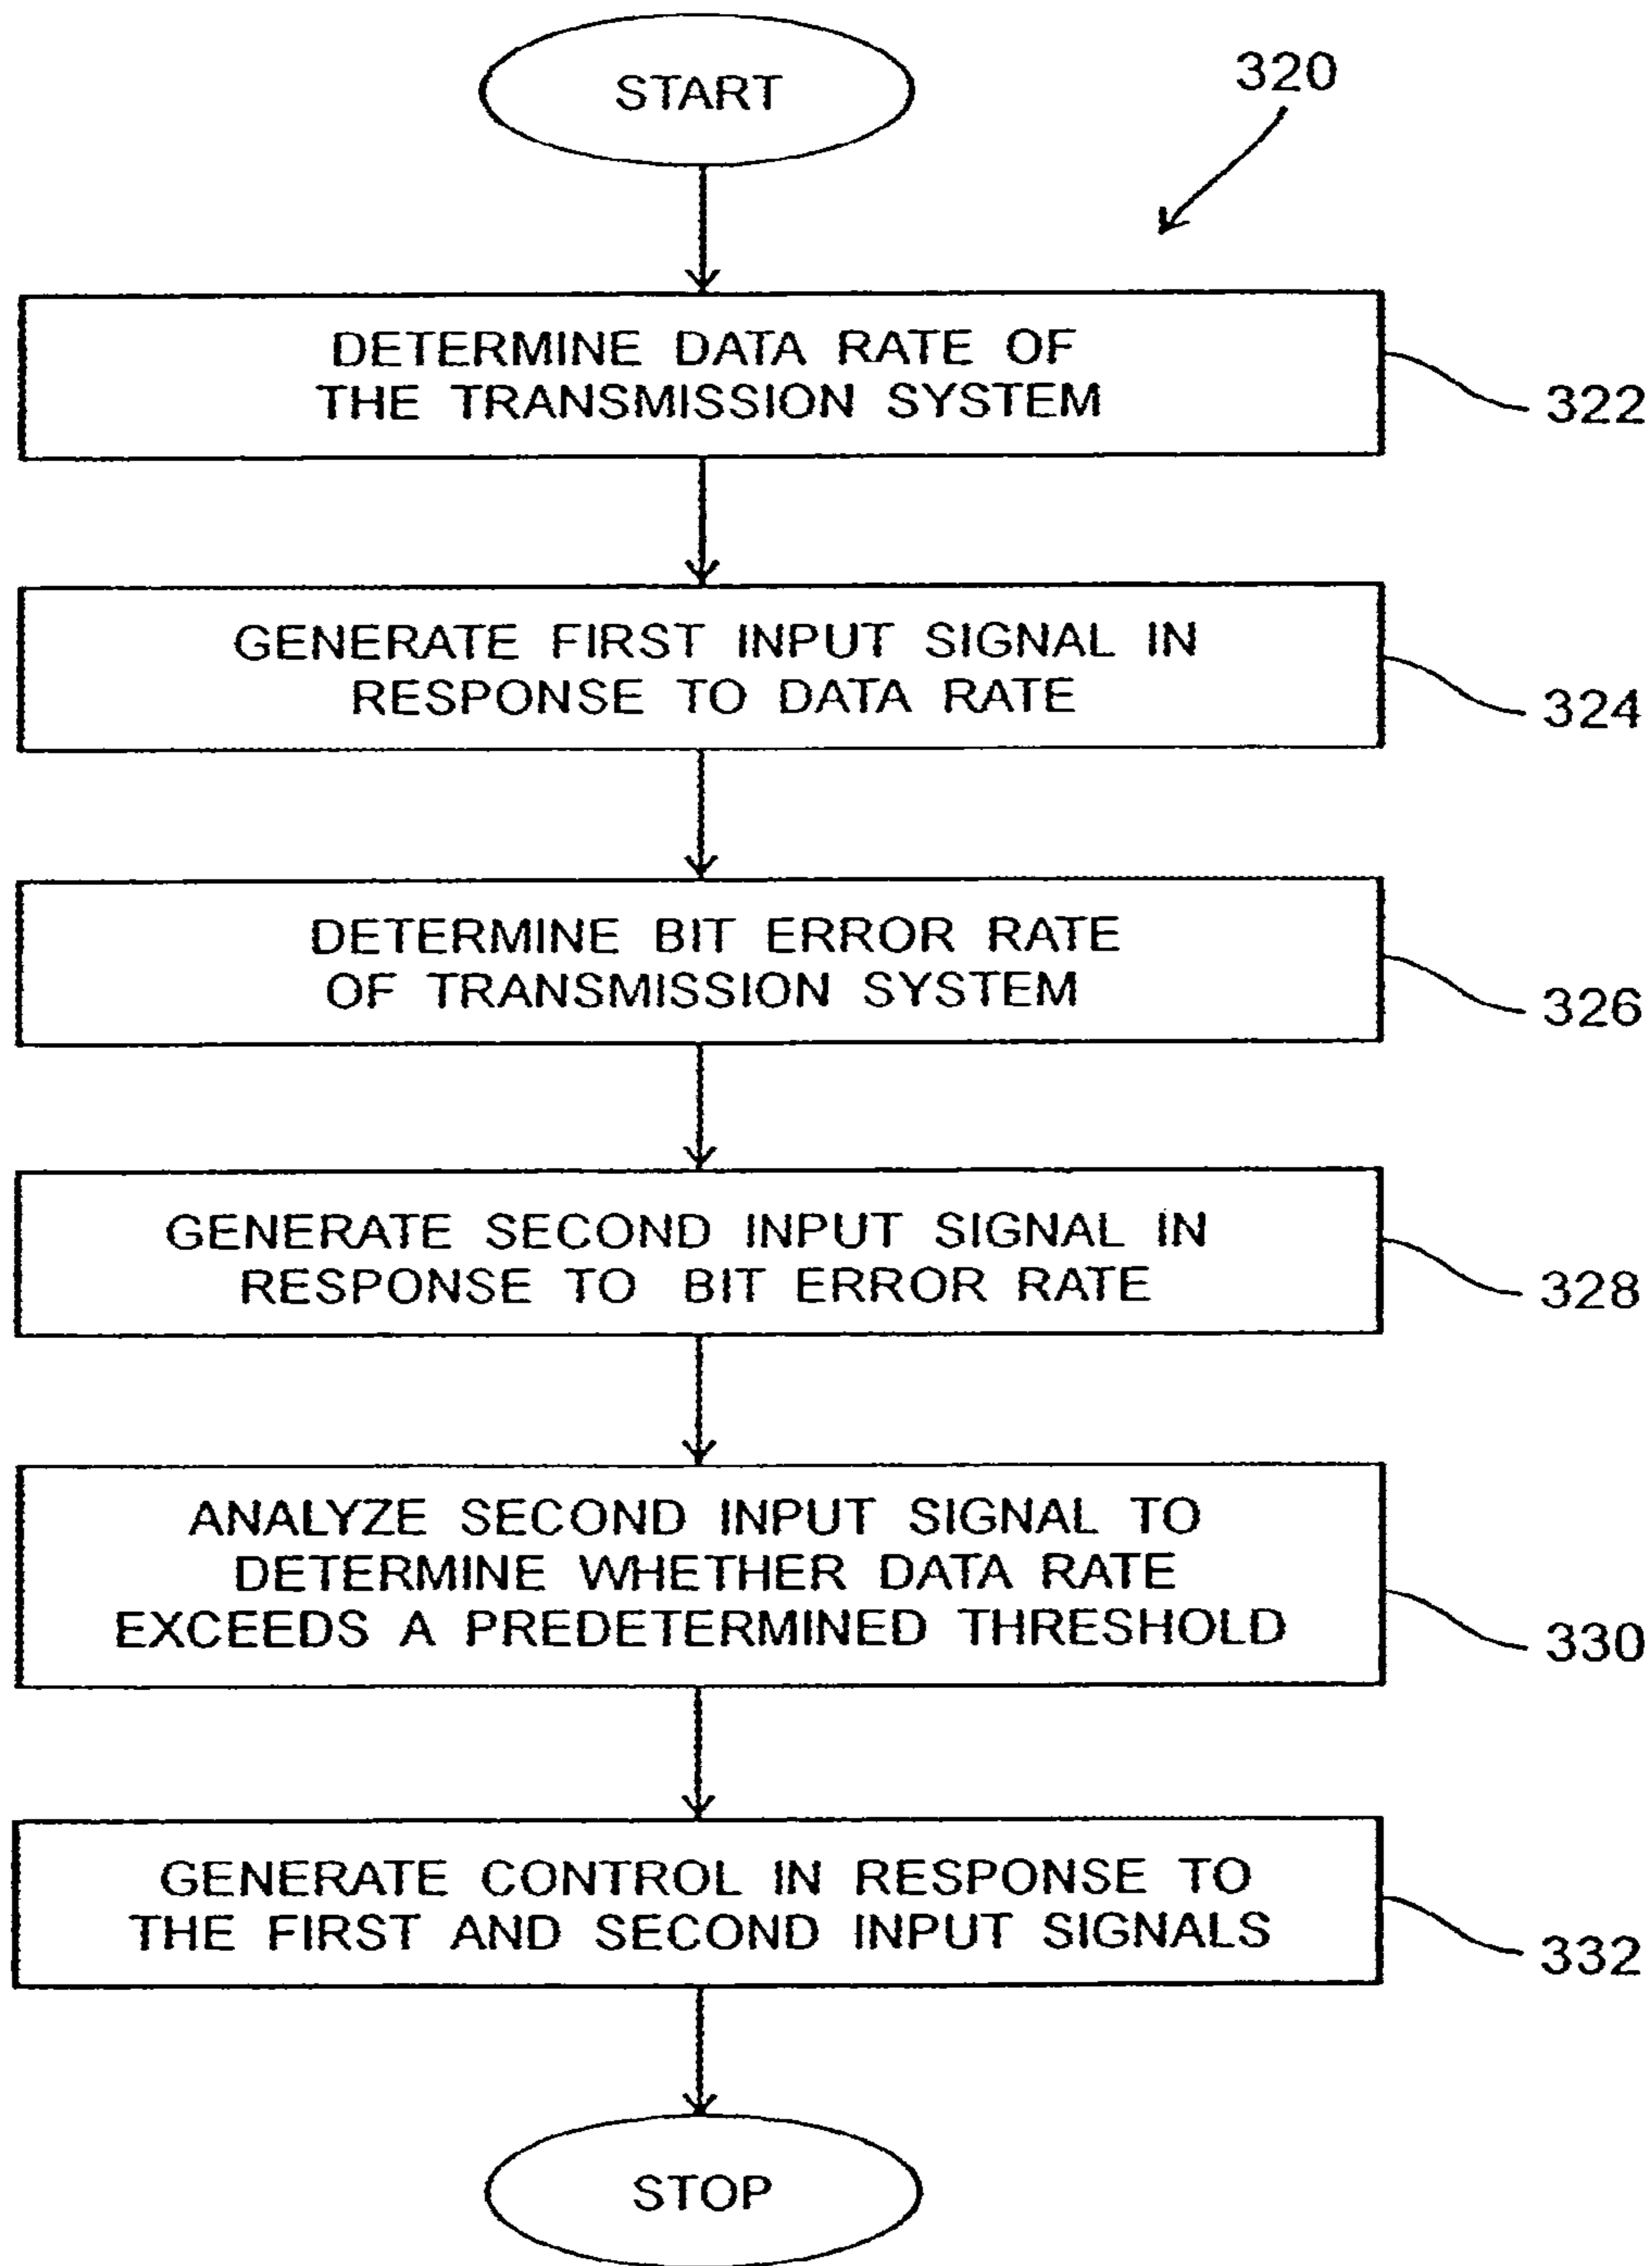 START
320
DETERMINE DATA RATE OF
THE TRANSMISSION SYSTEM
322
GENERATE FIRST INPUT SIGNAL IN
RESPONSE TO DATA RATE
324
DETERMINE BIT ERROR RATE
OF TRANSMISSION SYSTEM
326
GENERATE SECOND INPUT SIGNAL IN
RESPONSE TO BIT ERROR RATE
328
ANALYZE SECOND INPUT SIGNAL TO
DETERMINE WHETHER DATA RATE
EXCEEDS A PREDETERMINED THRESHOLD
330
GENERATE CONTROL IN RESPONSE TO
THE FIRST AND SECOND INPUT SIGNALS
332
STOP